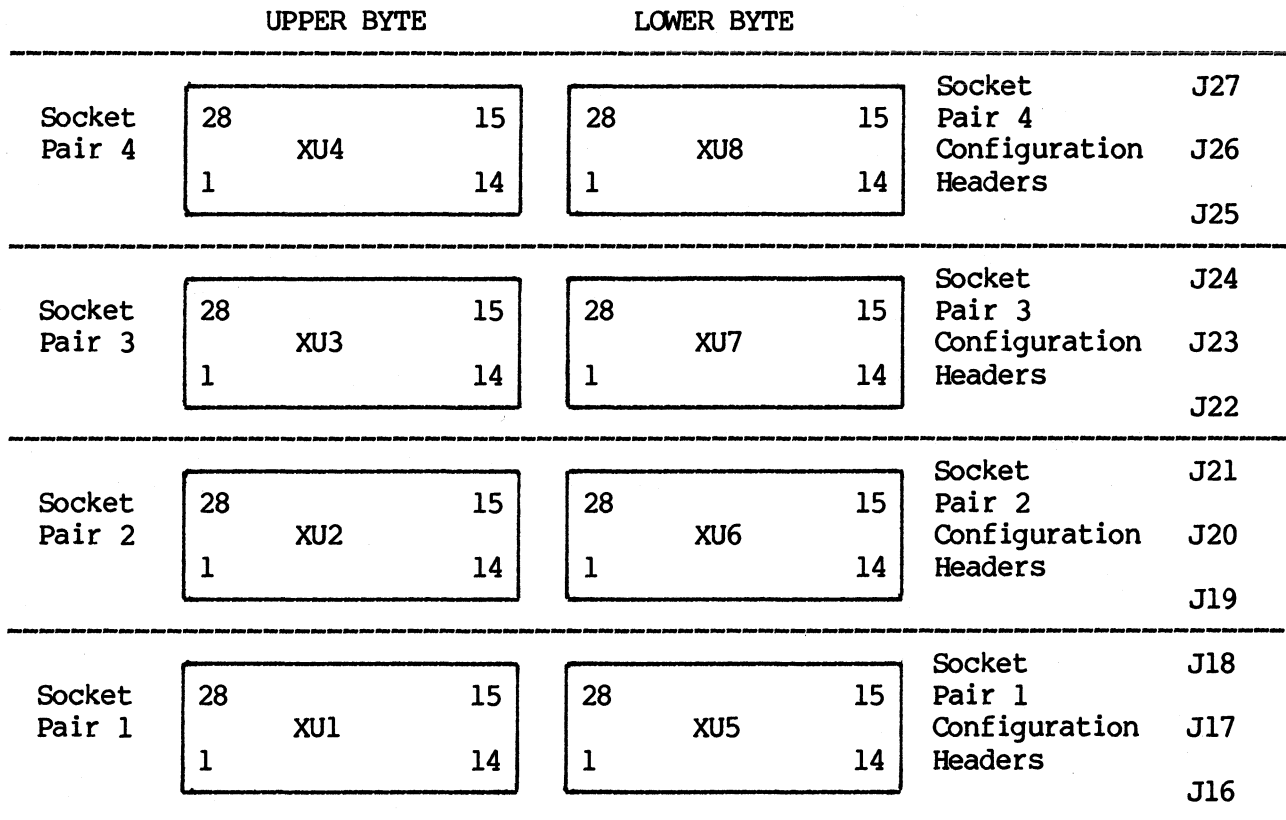 UPPER BYTE LOWER BYTE
Socket J27
Socket 28 15 28 15 Pair 4
Pair 4 XU4 XU8 Configuration J26
1 14 1 14 Headers
J25
Socket J24
Socket 28 15 28 15 Pair 3
Pair 3 XU3 XU7 Configuration J23
1 14 1 14 Headers
J22
Socket J21
Socket 28 15 28 15 Pair 2
Pair 2 XU2 XU6 Configuration J20
1 14 1 14 Headers
J19
Socket J18
Socket 28 15 28 15 Pair 1
Pair 1 XU1 XU5 Configuration J17
1 14 1 14 Headers
J16